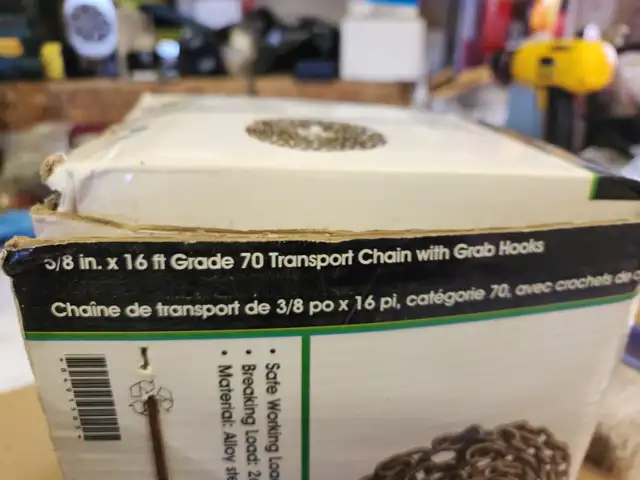 3/8 in. x 16 ft Grade 70 Transport Chain with Grab Hooks
Chaîne de transport de 3/8 po x 16 pi, catégorie 70, avec crochets de
• Safe Working Loa
• Breaking Load: 2
• Material: Alloy ste